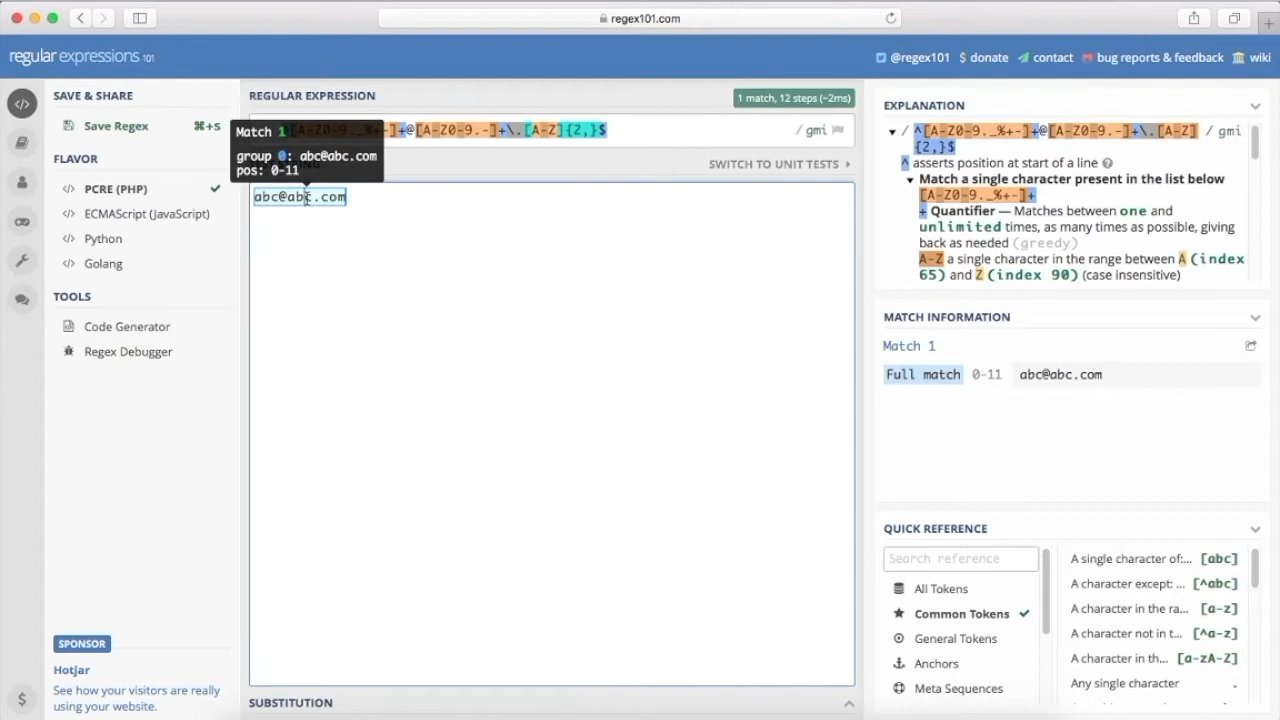 regex101.com
regular expressions 101
@regex101
$ donate
contact
bug reports & feedback
wiki
SAVE & SHARE
Save Regex ⌘+S
FLAVOR
</> PCRE (PHP)
</> ECMAScript (JavaScript)
</> Python
</> Golang
TOOLS
Code Generator
Regex Debugger
SPONSOR
Hotjar
See how your visitors are really
using your website.
$
REGULAR EXPRESSION
1 match, 12 steps (~2ms)
[A-Z0-9._%+-]+@[A-Z0-9.-]+\.[A-Z]{2,}$ / gmi
Match 1
group 0: abc@abc.com
pos: 0-11
SWITCH TO UNIT TESTS
abc@abc.com
SUBSTITUTION
EXPLANATION
/ ^[A-Z0-9._%+-]+@[A-Z0-9.-]+\.[A-Z] / gmi
{2,}$
^ asserts position at start of a line
Match a single character present in the list below
[A-Z0-9._%+-]+
+ Quantifier — Matches between one and
unlimited times, as many times as possible, giving
back as needed (greedy)
A-Z a single character in the range between A (index
65) and Z (index 90) (case insensitive)
MATCH INFORMATION
Match 1
Full match 0-11 abc@abc.com
QUICK REFERENCE
Search reference
All Tokens
Common Tokens
General Tokens
Anchors
Meta Sequences
A single character of:... [abc]
A character except: ... [^abc]
A character in the ra... [a-z]
A character not in t... [^a-z]
A character in th... [a-zA-Z]
Any single character .